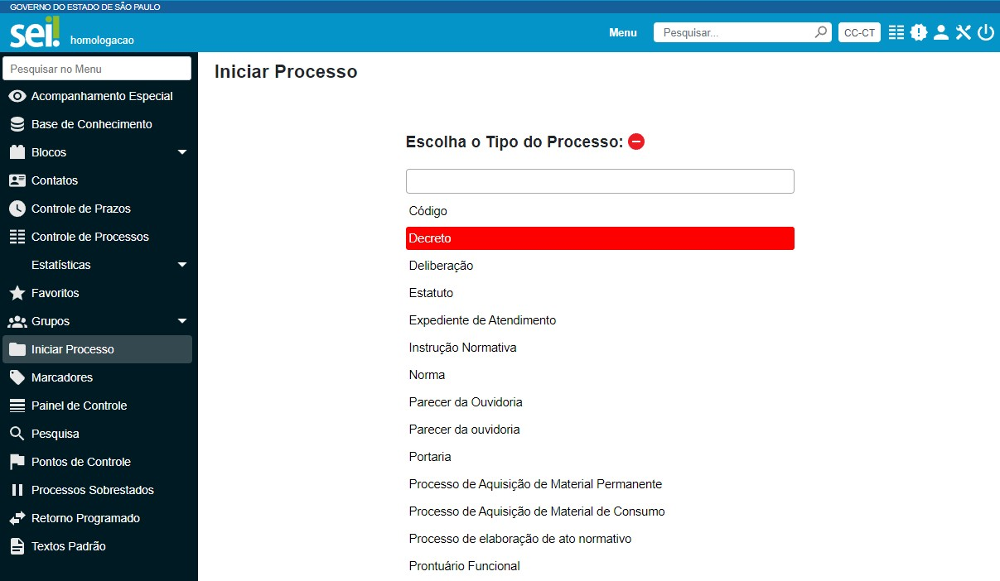 GOVERNO DO ESTADO DE SÃO PAULO
sei!
homologacao
Menu
Pesquisar...
CC-CT
Pesquisar no Menu
Acompanhamento Especial
Base de Conhecimento
Blocos
Contatos
Controle de Prazos
Controle de Processos
Estatísticas
Favoritos
Grupos
Iniciar Processo
Marcadores
Painel de Controle
Pesquisa
Pontos de Controle
Processos Sobrestados
Retorno Programado
Textos Padrão
Iniciar Processo
Escolha o Tipo do Processo:
Código
Decreto
Deliberação
Estatuto
Expediente de Atendimento
Instrução Normativa
Norma
Parecer da Ouvidoria
Parecer da ouvidoria
Portaria
Processo de Aquisição de Material Permanente
Processo de Aquisição de Material de Consumo
Processo de elaboração de ato normativo
Prontuário Funcional